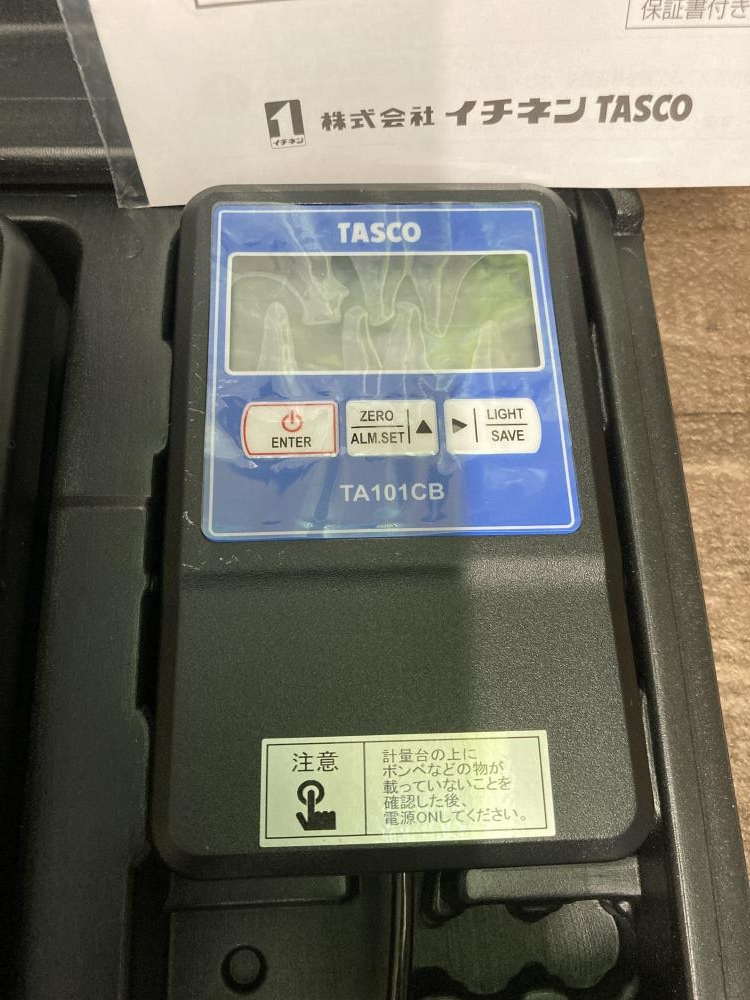 保証書付き
イチネン
株式会社 イチネン TASCO
TASCO
ENTER
ZERO
ALM.SET
LIGHT
SAVE
TA101CB
注意
計量台の上に
ボンベなどの物が
載っていないことを
確認した後、
電源ONしてください。